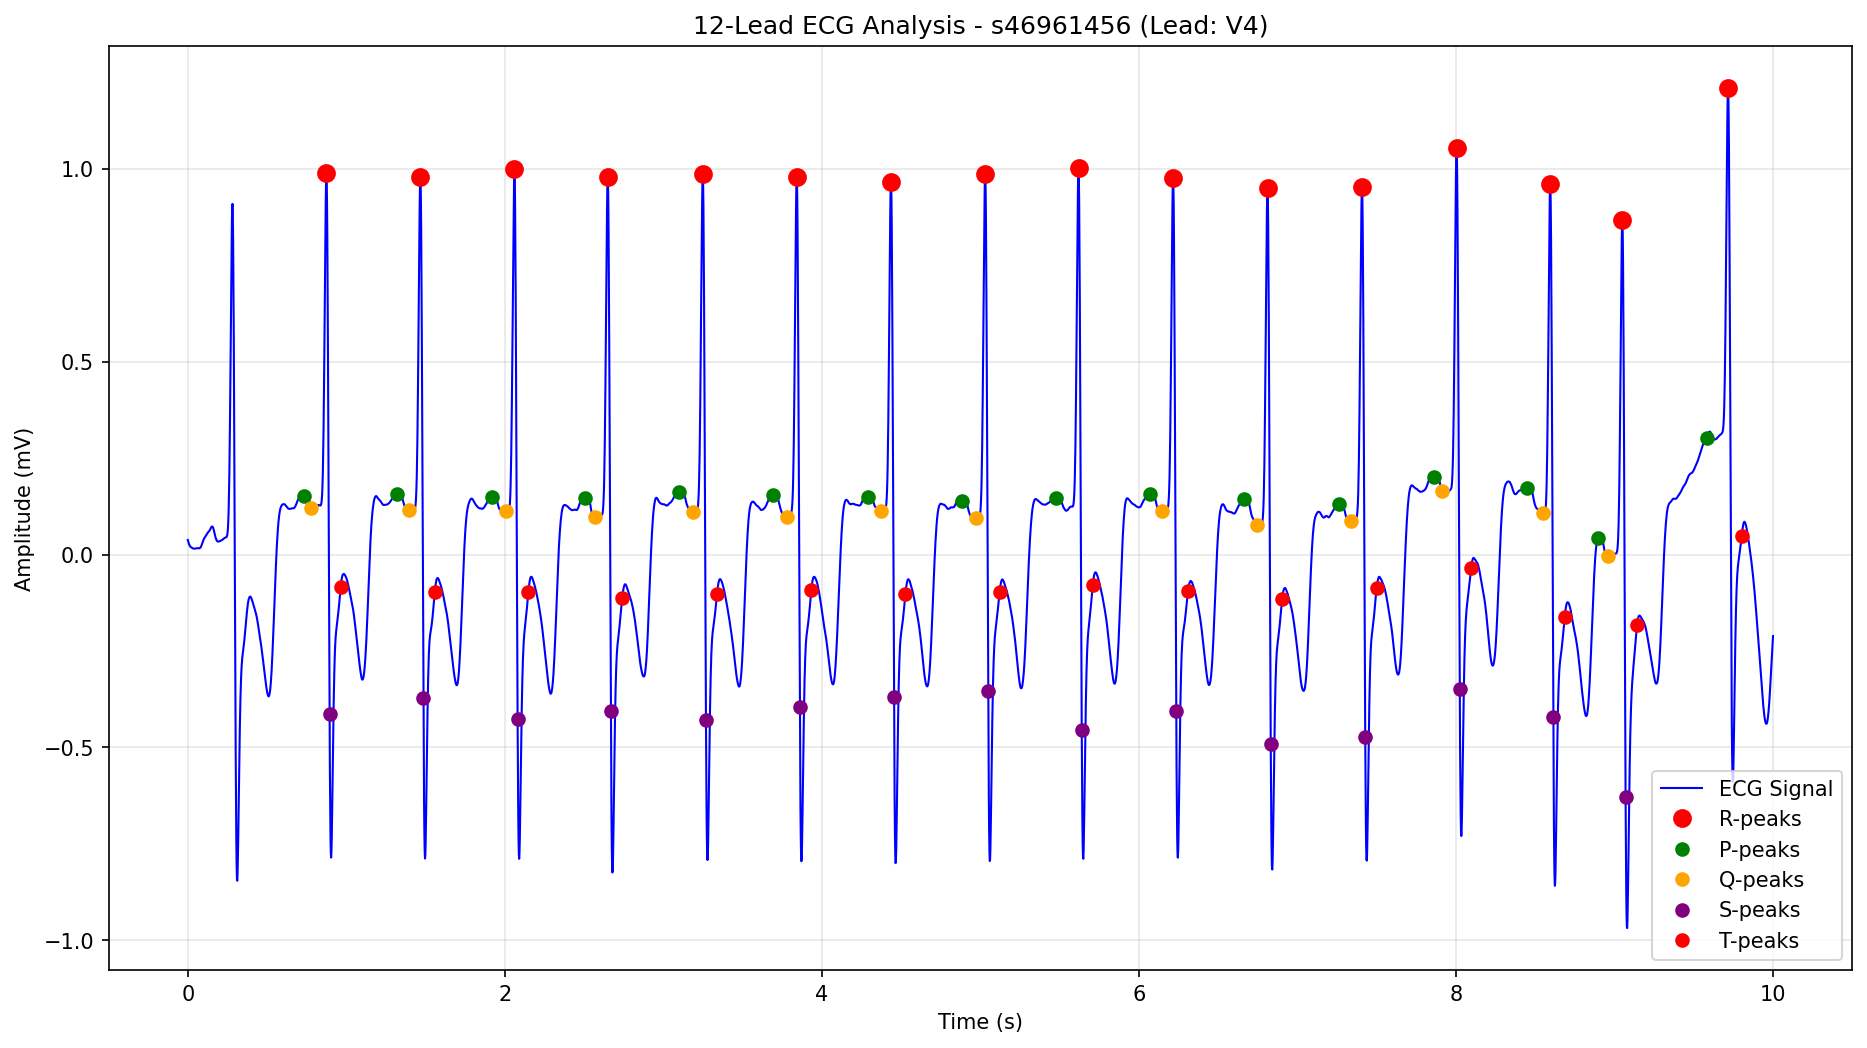 12-Lead ECG Analysis - s46961456 (Lead: V4)
Amplitude (mV)
1.0
0.5
0.0
−0.5
−1.0
ECG Signal
R-peaks
P-peaks
Q-peaks
S-peaks
T-peaks
0 2 4 6 8 10
Time (s)